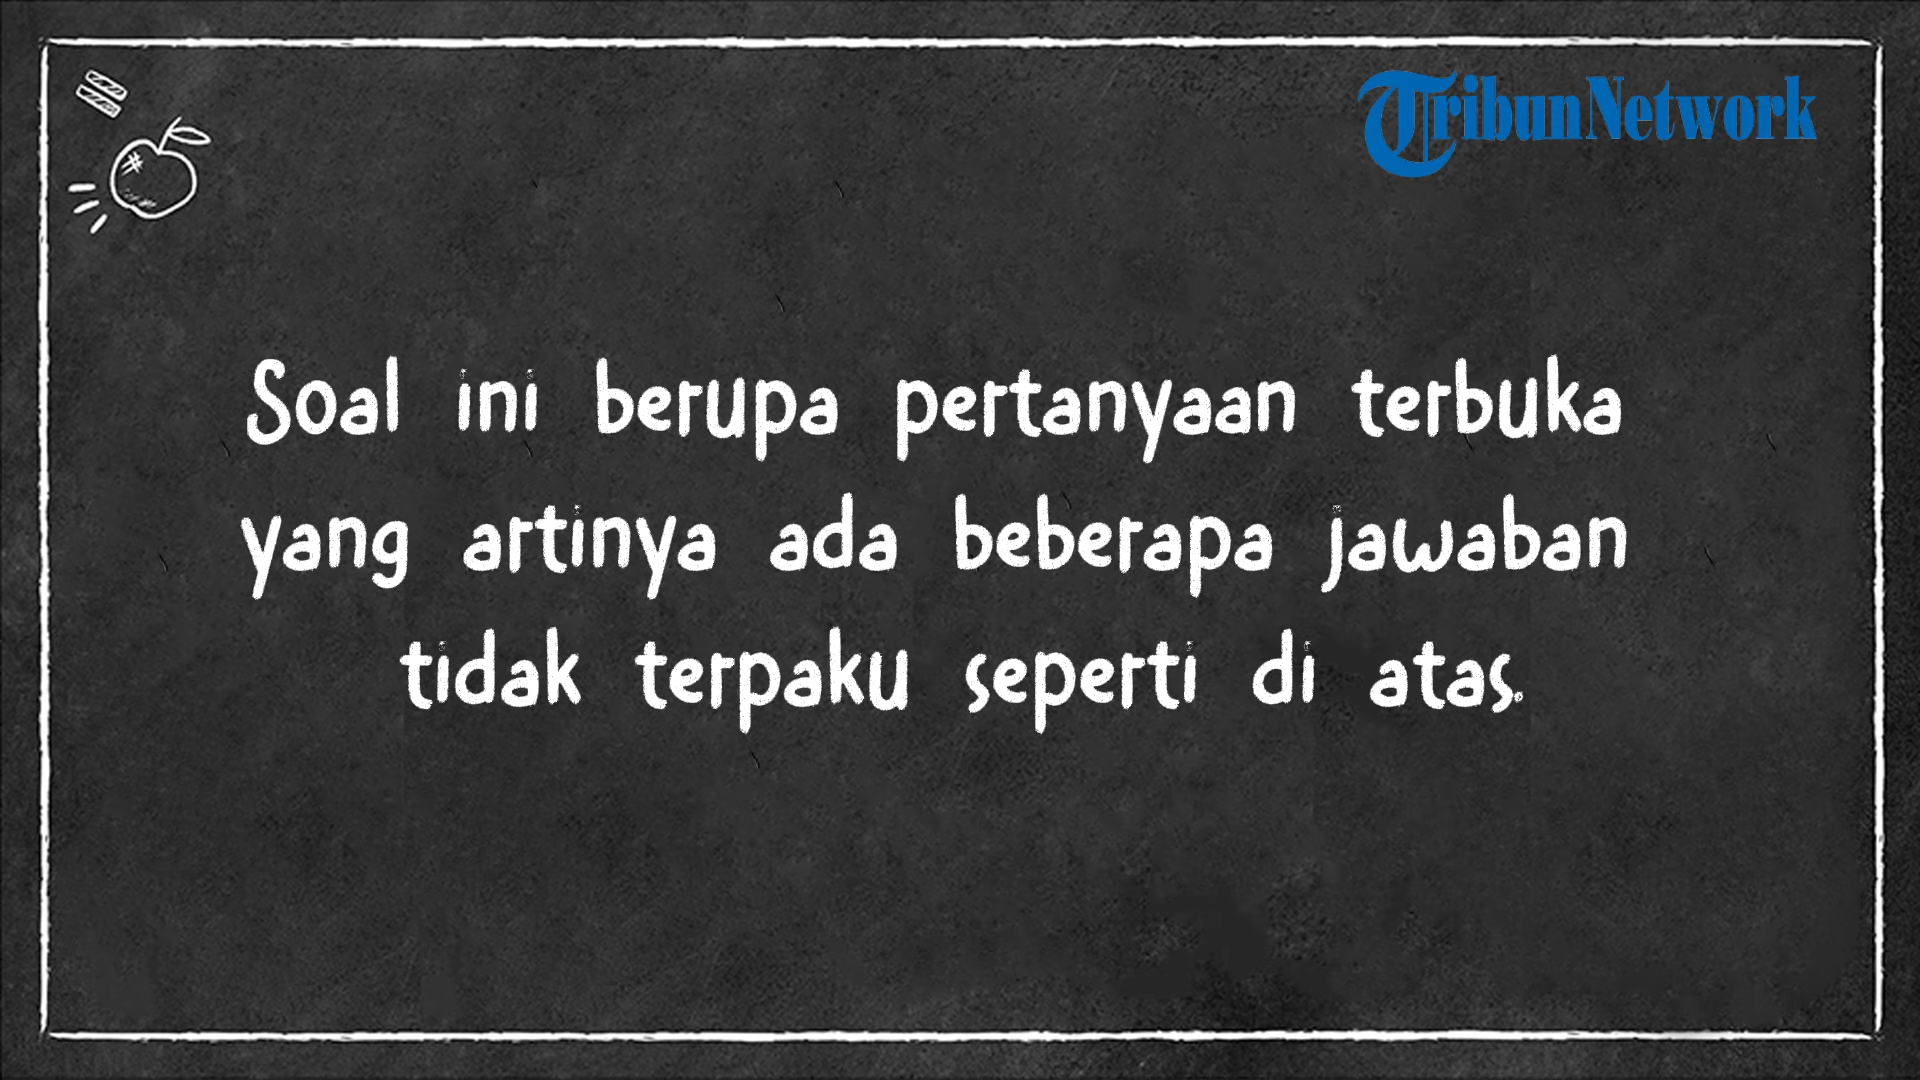 TribunNetwork
Soal ini berupa pertanyaan terbuka
yang artinya ada beberapa jawaban
tidak terpaku seperti di atas.